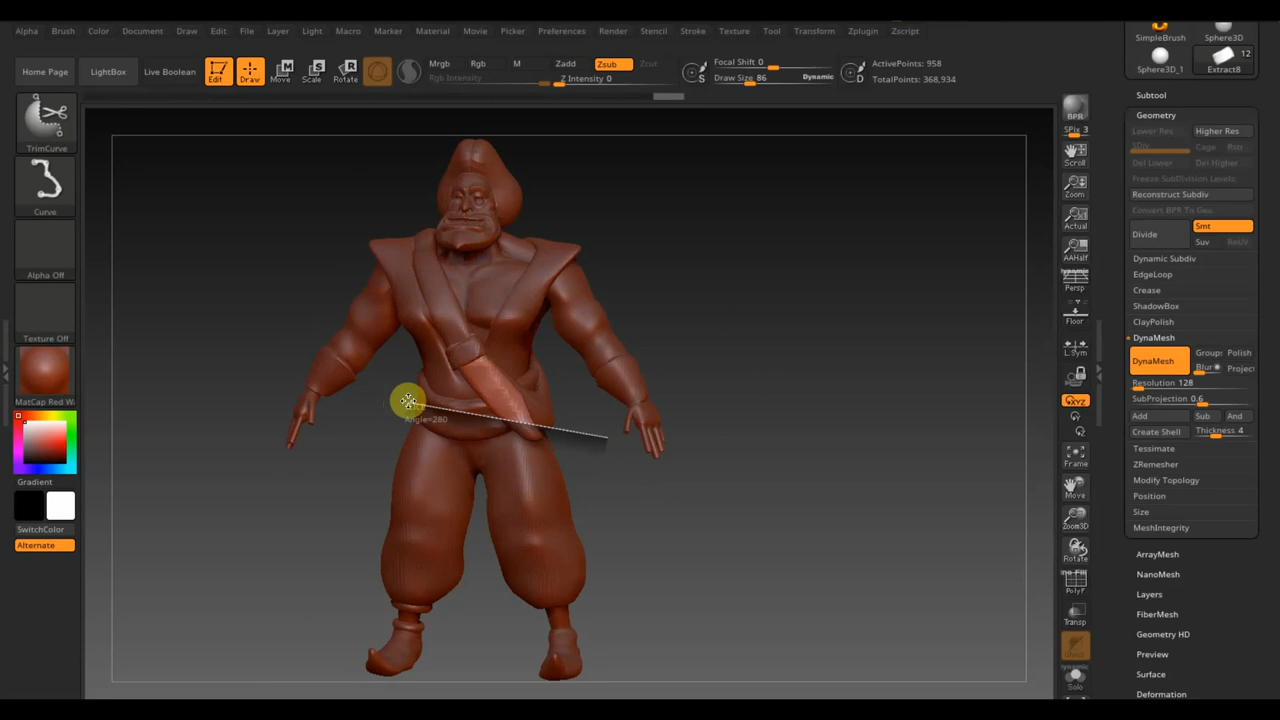 Alpha Brush Color Document Draw Edit File Layer Light Macro Marker Material Movie Picker Preferences Render Stencil Stroke Texture Tool Transform Zplugin Zscript
SimpleBrush Sphere3D
Home Page LightBox Live Boolean Edit Draw Move Scale Rotate
Mrgb Rgb M Zadd Zsub Zcut
Rgb Intensity Z Intensity 0
S Focal Shift 0
Draw Size 86 Dynamic
D ActivePoints: 958
TotalPoints: 368,934
12
Sphere3D_1 Extract8
Subtool
Geometry
Lower Res Higher Res
SDiv Cage Rstr
Del Lower Del Higher
Freeze SubDivision Levels
Reconstruct Subdiv
Convert BPR To Geo
Divide Smt
Suv ReUV
Dynamic Subdiv
EdgeLoop
Crease
ShadowBox
ClayPolish
DynaMesh
DynaMesh Groups Polish
Blur Project
Resolution 128
SubProjection 0.6
Add Sub And
Create Shell Thickness 4
Tessimate
ZRemesher
Modify Topology
Position
Size
MeshIntegrity
ArrayMesh
NanoMesh
Layers
FiberMesh
Geometry HD
Preview
Surface
Deformation
TrimCurve
Curve
Alpha Off
Texture Off
MatCap Red Wa
Gradient
SwitchColor
Alternate
Angle=280
BPR
SPix 3
Scroll
Zoom
Actual
AAHalf
Dynamic
Persp
Floor
L.Sym
XYZ
Frame
Move
Zoom3D
Rotate
PolyF
Transp
Dynamic
Solo